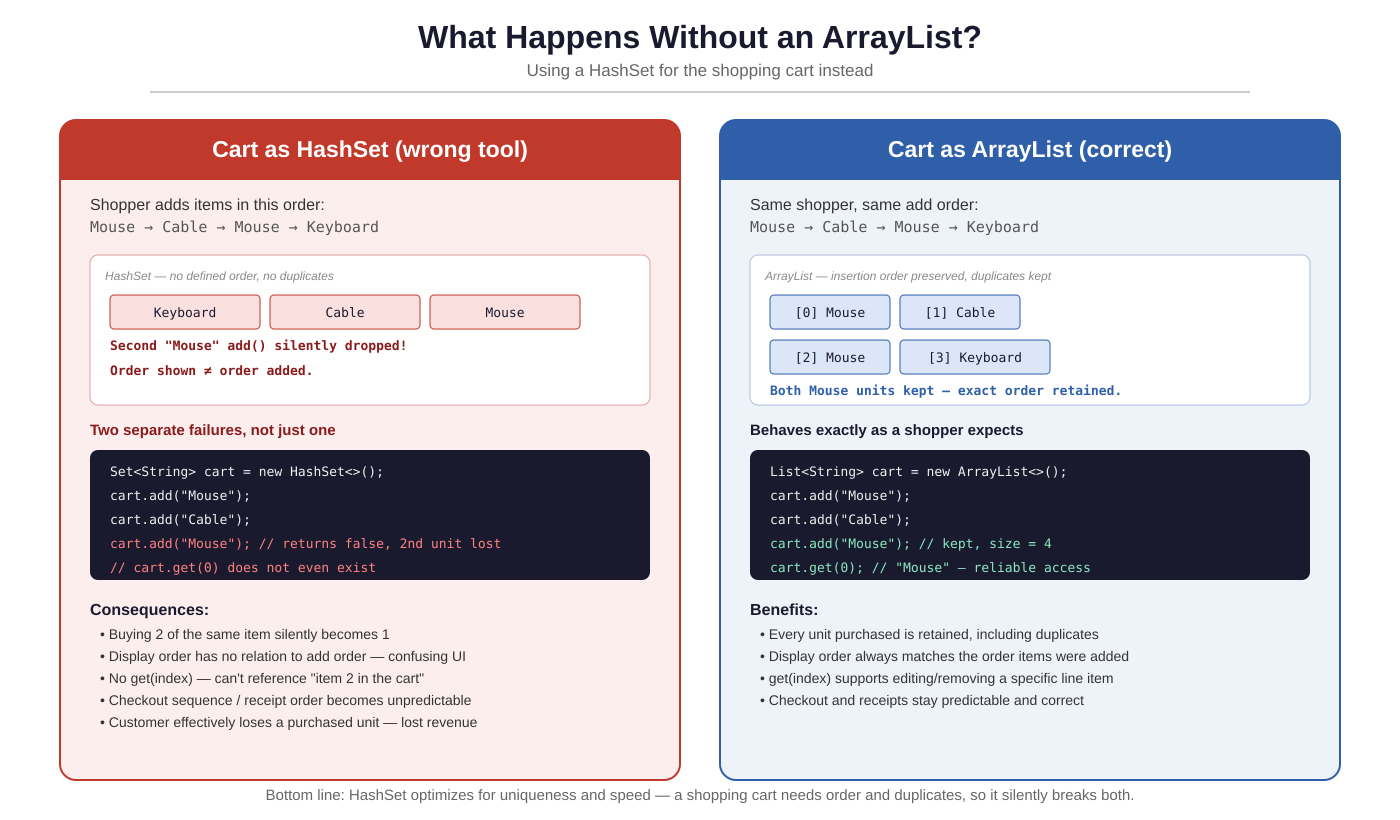 What Happens Without an ArrayList?
Using a HashSet for the shopping cart instead
Cart as HashSet (wrong tool)
Shopper adds items in this order:
Mouse → Cable → Mouse → Keyboard
HashSet — no defined order, no duplicates
Keyboard
Cable
Mouse
Second "Mouse" add() silently dropped!
Order shown ≠ order added.
Two separate failures, not just one
Set<String> cart = new HashSet<>();
cart.add("Mouse");
cart.add("Cable");
cart.add("Mouse"); // returns false, 2nd unit lost
// cart.get(0) does not even exist
Consequences:
• Buying 2 of the same item silently becomes 1
• Display order has no relation to add order — confusing UI
• No get(index) — can't reference "item 2 in the cart"
• Checkout sequence / receipt order becomes unpredictable
• Customer effectively loses a purchased unit — lost revenue
Cart as ArrayList (correct)
Same shopper, same add order:
Mouse → Cable → Mouse → Keyboard
ArrayList — insertion order preserved, duplicates kept
[0] Mouse
[1] Cable
[2] Mouse
[3] Keyboard
Both Mouse units kept — exact order retained.
Behaves exactly as a shopper expects
List<String> cart = new ArrayList<>();
cart.add("Mouse");
cart.add("Cable");
cart.add("Mouse"); // kept, size = 4
cart.get(0); // "Mouse" — reliable access
Benefits:
• Every unit purchased is retained, including duplicates
• Display order always matches the order items were added
• get(index) supports editing/removing a specific line item
• Checkout and receipts stay predictable and correct
Bottom line: HashSet optimizes for uniqueness and speed — a shopping cart needs order and duplicates, so it silently breaks both.